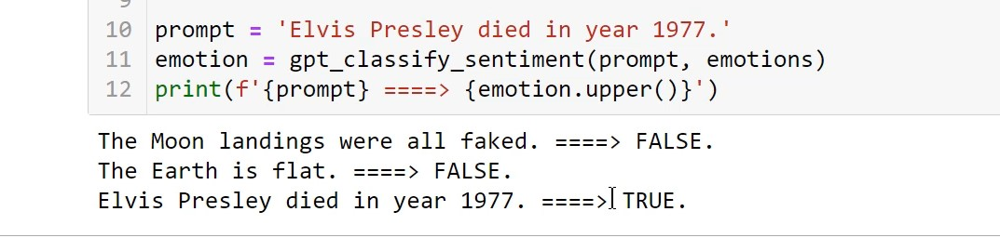 10 prompt = 'Elvis Presley died in year 1977.'
11 emotion = gpt_classify_sentiment(prompt, emotions)
12 print(f'{prompt} ====> {emotion.upper()}')
The Moon landings were all faked. ====> FALSE.
The Earth is flat. ====> FALSE.
Elvis Presley died in year 1977. ====> TRUE.